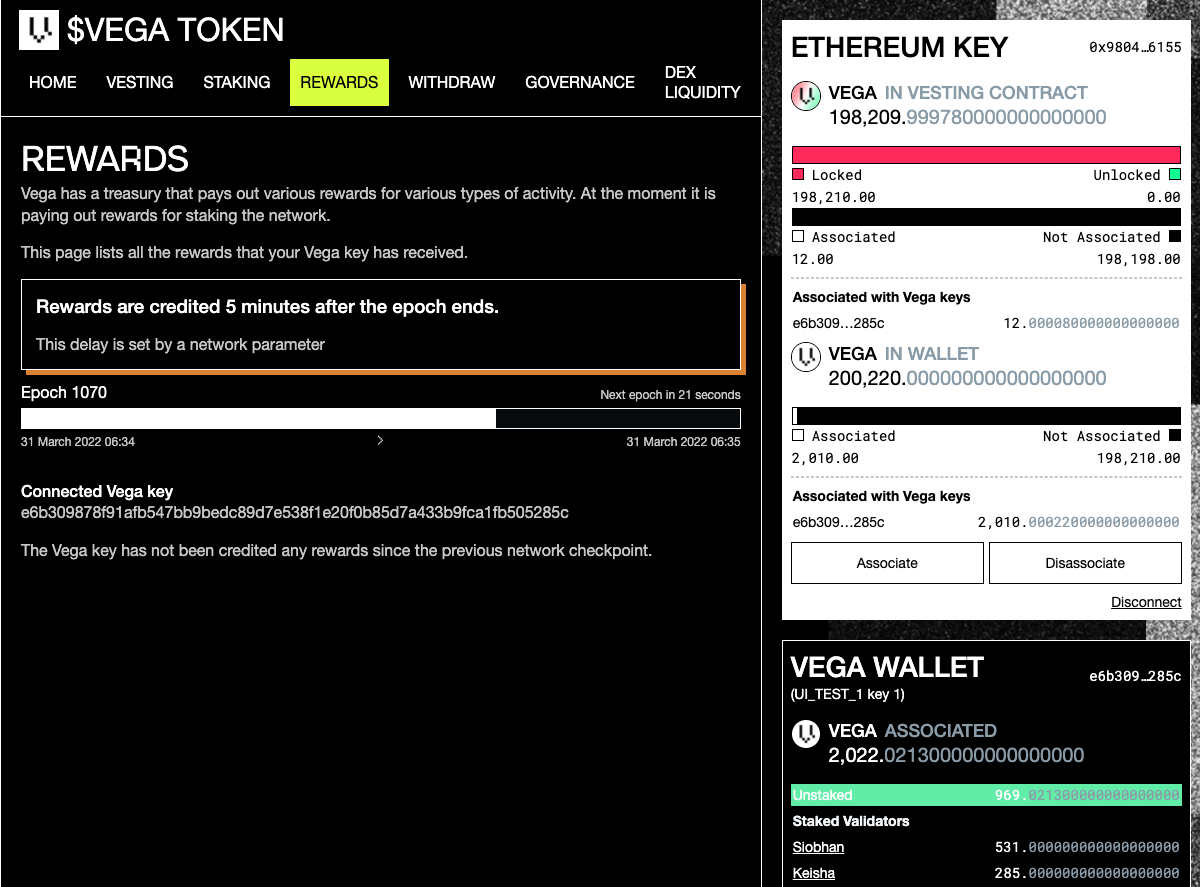 $VEGA TOKEN
HOME VESTING STAKING REWARDS WITHDRAW GOVERNANCE DEX LIQUIDITY
REWARDS
Vega has a treasury that pays out various rewards for various types of activity. At the moment it is
paying out rewards for staking the network.
This page lists all the rewards that your Vega key has received.
Rewards are credited 5 minutes after the epoch ends.
This delay is set by a network parameter
Epoch 1070 Next epoch in 21 seconds
31 March 2022 06:34 > 31 March 2022 06:35
Connected Vega key
e6b309878f91afb547bb9bedc89d7e538f1e20f0b85d7a433b9fca1fb505285c
The Vega key has not been credited any rewards since the previous network checkpoint.
ETHEREUM KEY 0x9804…6155
VEGA IN VESTING CONTRACT
198,209.999780000000000000
Locked Unlocked
198,210.00 0.00
Associated Not Associated
12.00 198,198.00
Associated with Vega keys
e6b309…285c 12.000080000000000000
VEGA IN WALLET
200,220.000000000000000000
Associated Not Associated
2,010.00 198,210.00
Associated with Vega keys
e6b309…285c 2,010.000220000000000000
Associate Disassociate
Disconnect
VEGA WALLET e6b309…285c
(UI_TEST_1 key 1)
VEGA ASSOCIATED
2,022.021300000000000000
Unstaked 969.021300000000000000
Staked Validators
Siobhan 531.000000000000000000
Keisha 285.000000000000000000